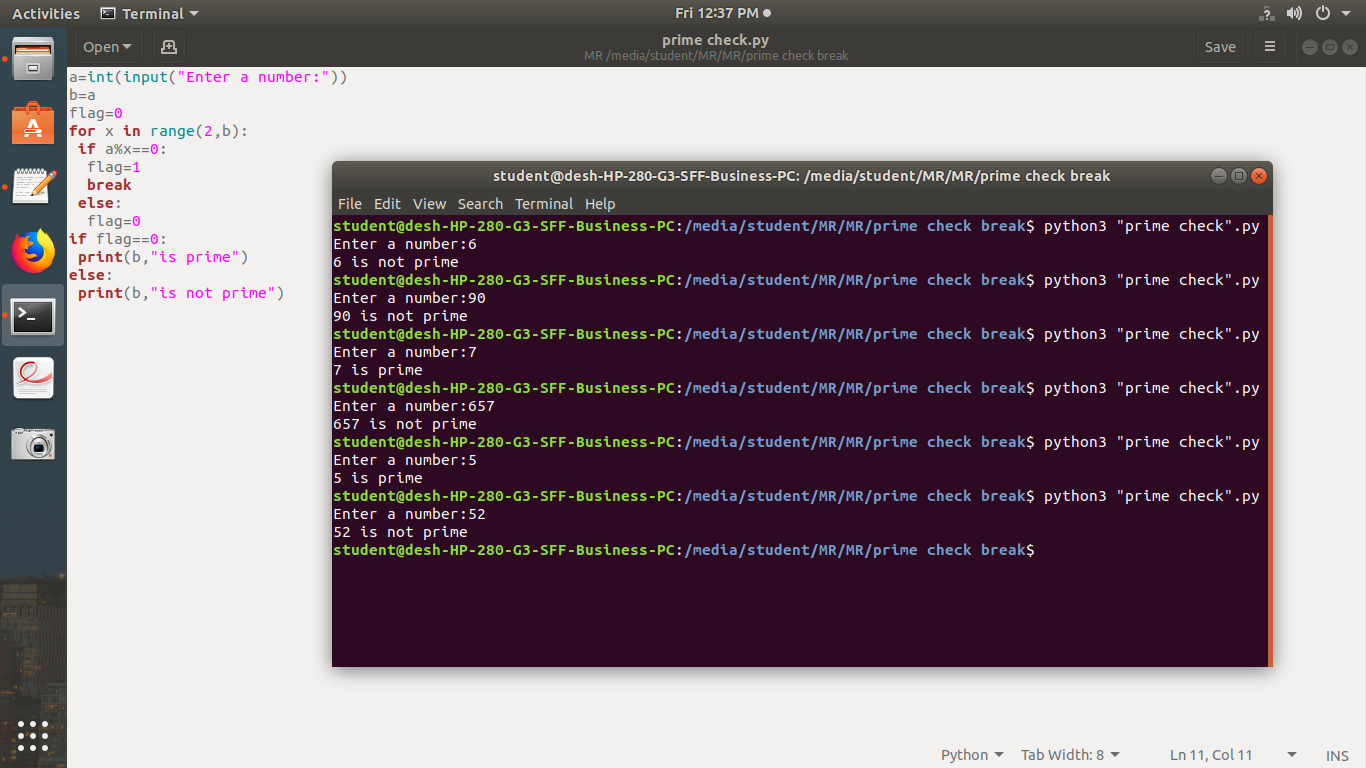 Activities Terminal Fri 12:37 PM
Open prime check.py Save
MR /media/student/MR/MR/prime check break
a=int(input("Enter a number:"))
b=a
flag=0
for x in range(2,b):
 if a%x==0:
  flag=1
  break
 else:
  flag=0
if flag==0:
 print(b,"is prime")
else:
 print(b,"is not prime")
student@desh-HP-280-G3-SFF-Business-PC: /media/student/MR/MR/prime check break
File Edit View Search Terminal Help
student@desh-HP-280-G3-SFF-Business-PC:/media/student/MR/MR/prime check break$ python3 "prime check".py
Enter a number:6
6 is not prime
student@desh-HP-280-G3-SFF-Business-PC:/media/student/MR/MR/prime check break$ python3 "prime check".py
Enter a number:90
90 is not prime
student@desh-HP-280-G3-SFF-Business-PC:/media/student/MR/MR/prime check break$ python3 "prime check".py
Enter a number:7
7 is prime
student@desh-HP-280-G3-SFF-Business-PC:/media/student/MR/MR/prime check break$ python3 "prime check".py
Enter a number:657
657 is not prime
student@desh-HP-280-G3-SFF-Business-PC:/media/student/MR/MR/prime check break$ python3 "prime check".py
Enter a number:5
5 is prime
student@desh-HP-280-G3-SFF-Business-PC:/media/student/MR/MR/prime check break$ python3 "prime check".py
Enter a number:52
52 is not prime
student@desh-HP-280-G3-SFF-Business-PC:/media/student/MR/MR/prime check break$
Python Tab Width: 8 Ln 11, Col 11 INS